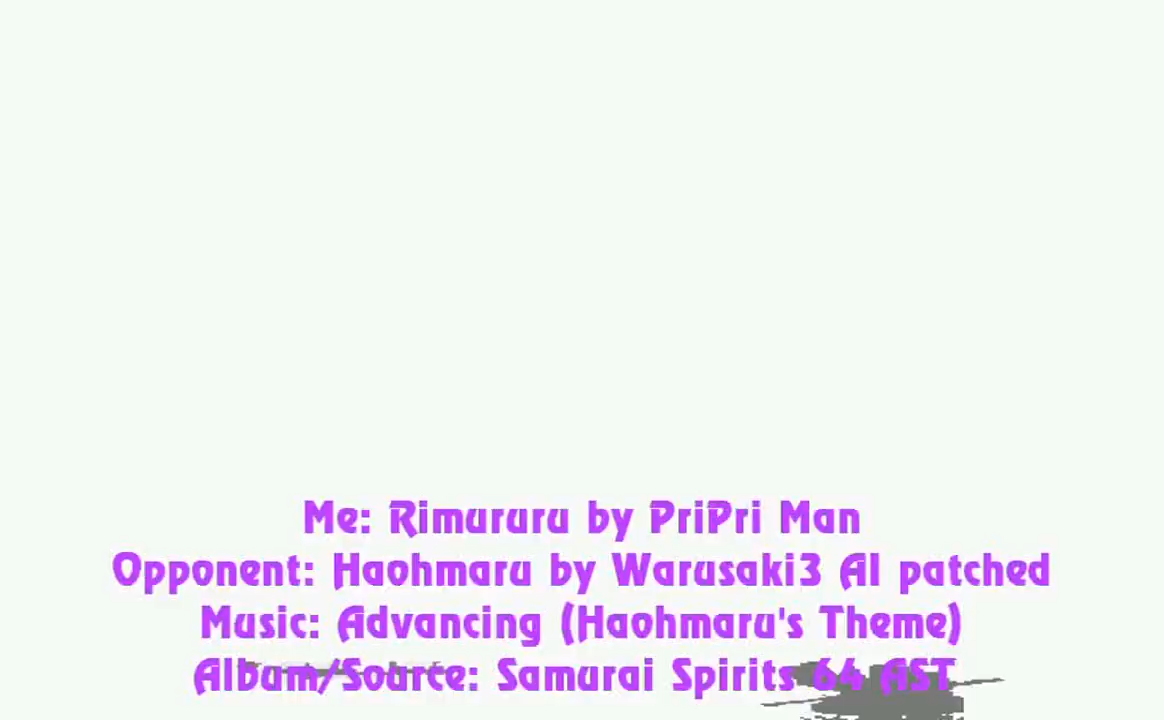 Me: Rimururu by PriPri Man
Opponent: Haohmaru by Warusaki3 AI patched
Music: Advancing (Haohmaru's Theme)
Album/Source: Samurai Spirits 64 AST